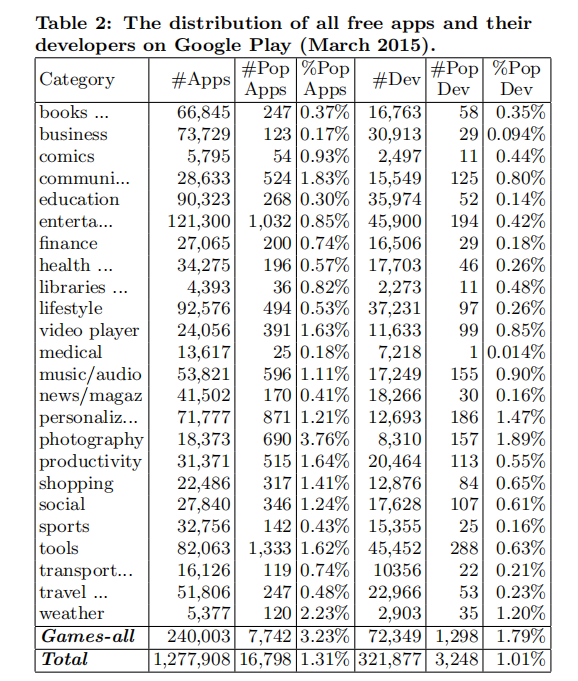 Table 2: The distribution of all free apps and their
developers on Google Play (March 2015).
Category #Apps #Pop Apps %Pop Apps #Dev #Pop Dev %Pop Dev
books ... 66,845 247 0.37% 16,763 58 0.35%
business 73,729 123 0.17% 30,913 29 0.094%
comics 5,795 54 0.93% 2,497 11 0.44%
communi... 28,633 524 1.83% 15,549 125 0.80%
education 90,323 268 0.30% 35,974 52 0.14%
enterta... 121,300 1,032 0.85% 45,900 194 0.42%
finance 27,065 200 0.74% 16,506 29 0.18%
health ... 34,275 196 0.57% 17,703 46 0.26%
libraries ... 4,393 36 0.82% 2,273 11 0.48%
lifestyle 92,576 494 0.53% 37,231 97 0.26%
video player 24,056 391 1.63% 11,633 99 0.85%
medical 13,617 25 0.18% 7,218 1 0.014%
music/audio 53,821 596 1.11% 17,249 155 0.90%
news/magaz 41,502 170 0.41% 18,266 30 0.16%
personaliz... 71,777 871 1.21% 12,693 186 1.47%
photography 18,373 690 3.76% 8,310 157 1.89%
productivity 31,371 515 1.64% 20,464 113 0.55%
shopping 22,486 317 1.41% 12,876 84 0.65%
social 27,840 346 1.24% 17,628 107 0.61%
sports 32,756 142 0.43% 15,355 25 0.16%
tools 82,063 1,333 1.62% 45,452 288 0.63%
transport... 16,126 119 0.74% 10356 22 0.21%
travel ... 51,806 247 0.48% 22,966 53 0.23%
weather 5,377 120 2.23% 2,903 35 1.20%
Games-all 240,003 7,742 3.23% 72,349 1,298 1.79%
Total 1,277,908 16,798 1.31% 321,877 3,248 1.01%